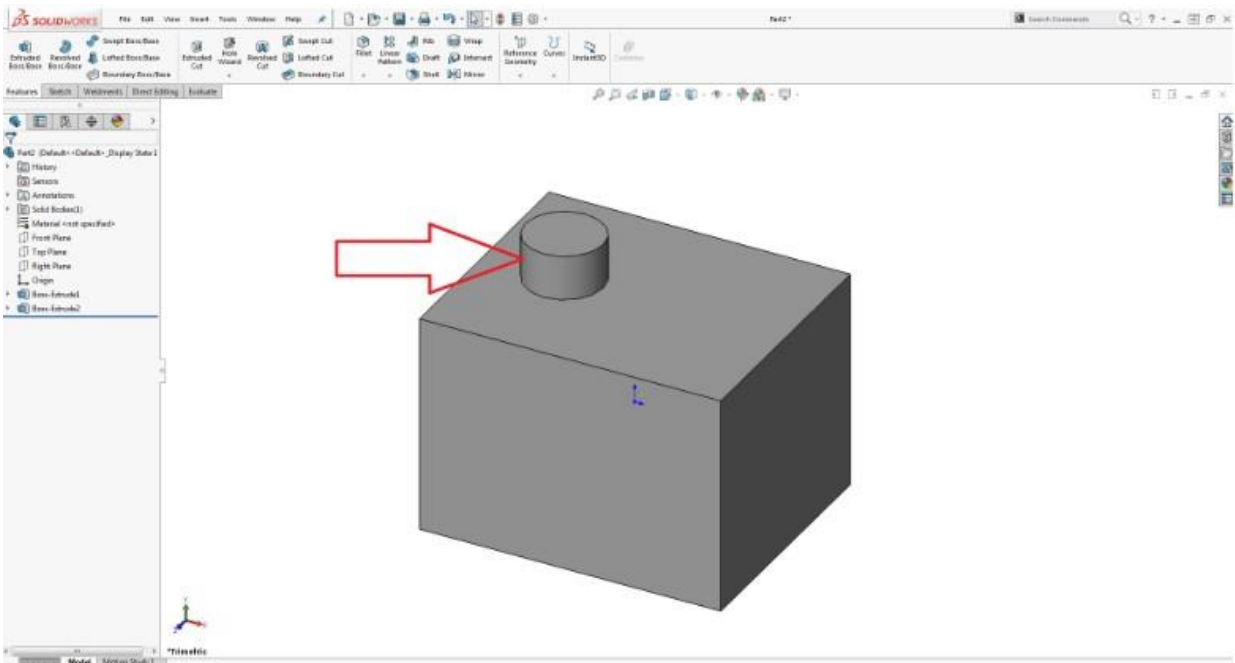 SOLIDWORKS File Edit View Insert Tools Window Help Part2 * Search Commands
Extruded Boss/Base Revolved Boss/Base Swept Boss/Base Lofted Boss/Base Boundary Boss/Base Extruded Cut Hole Wizard Revolved Cut Swept Cut Lofted Cut Boundary Cut Fillet Linear Pattern Rib Draft Shell Wrap Intersect Mirror Reference Geometry Curves Instant3D
Features Sketch Weldments Direct Editing Evaluate
Part2 (Default<<Default>_Display State 1
History
Sensors
Annotations
Solid Bodies(1)
Material <not specified>
Front Plane
Top Plane
Right Plane
Origin
Boss-Extrude1
Boss-Extrude2
*Trimetric
Model Motion Study 1